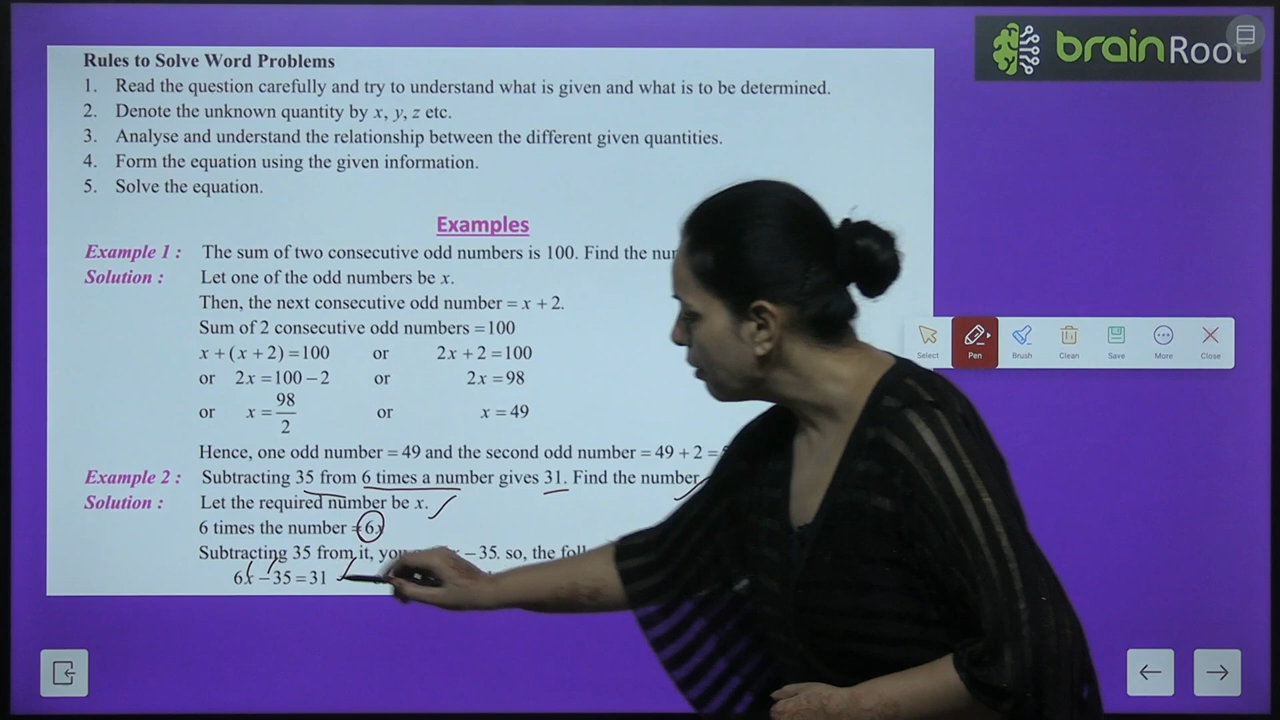 brainRoot
Rules to Solve Word Problems
1. Read the question carefully and try to understand what is given and what is to be determined.
2. Denote the unknown quantity by x, y, z etc.
3. Analyse and understand the relationship between the different given quantities.
4. Form the equation using the given information.
5. Solve the equation.
Examples
Example 1 : The sum of two consecutive odd numbers is 100. Find the
Solution : Let one of the odd numbers be x.
Then, the next consecutive odd number = x + 2.
Sum of 2 consecutive odd numbers = 100
x + (x + 2) = 100 or 2x + 2 = 100
or 2x = 100 − 2 or 2x = 98
or x = 98/2 or x = 49
Hence, one odd number = 49 and the second odd number = 49 + 2 =
Example 2 : Subtracting 35 from 6 times a number gives 31. Find the number
Solution : Let the required number be x.
6 times the number = 6x
Subtracting 35 from it, − 35. so, the
6x − 35 = 31
Select Pen Brush Clean Save More Close